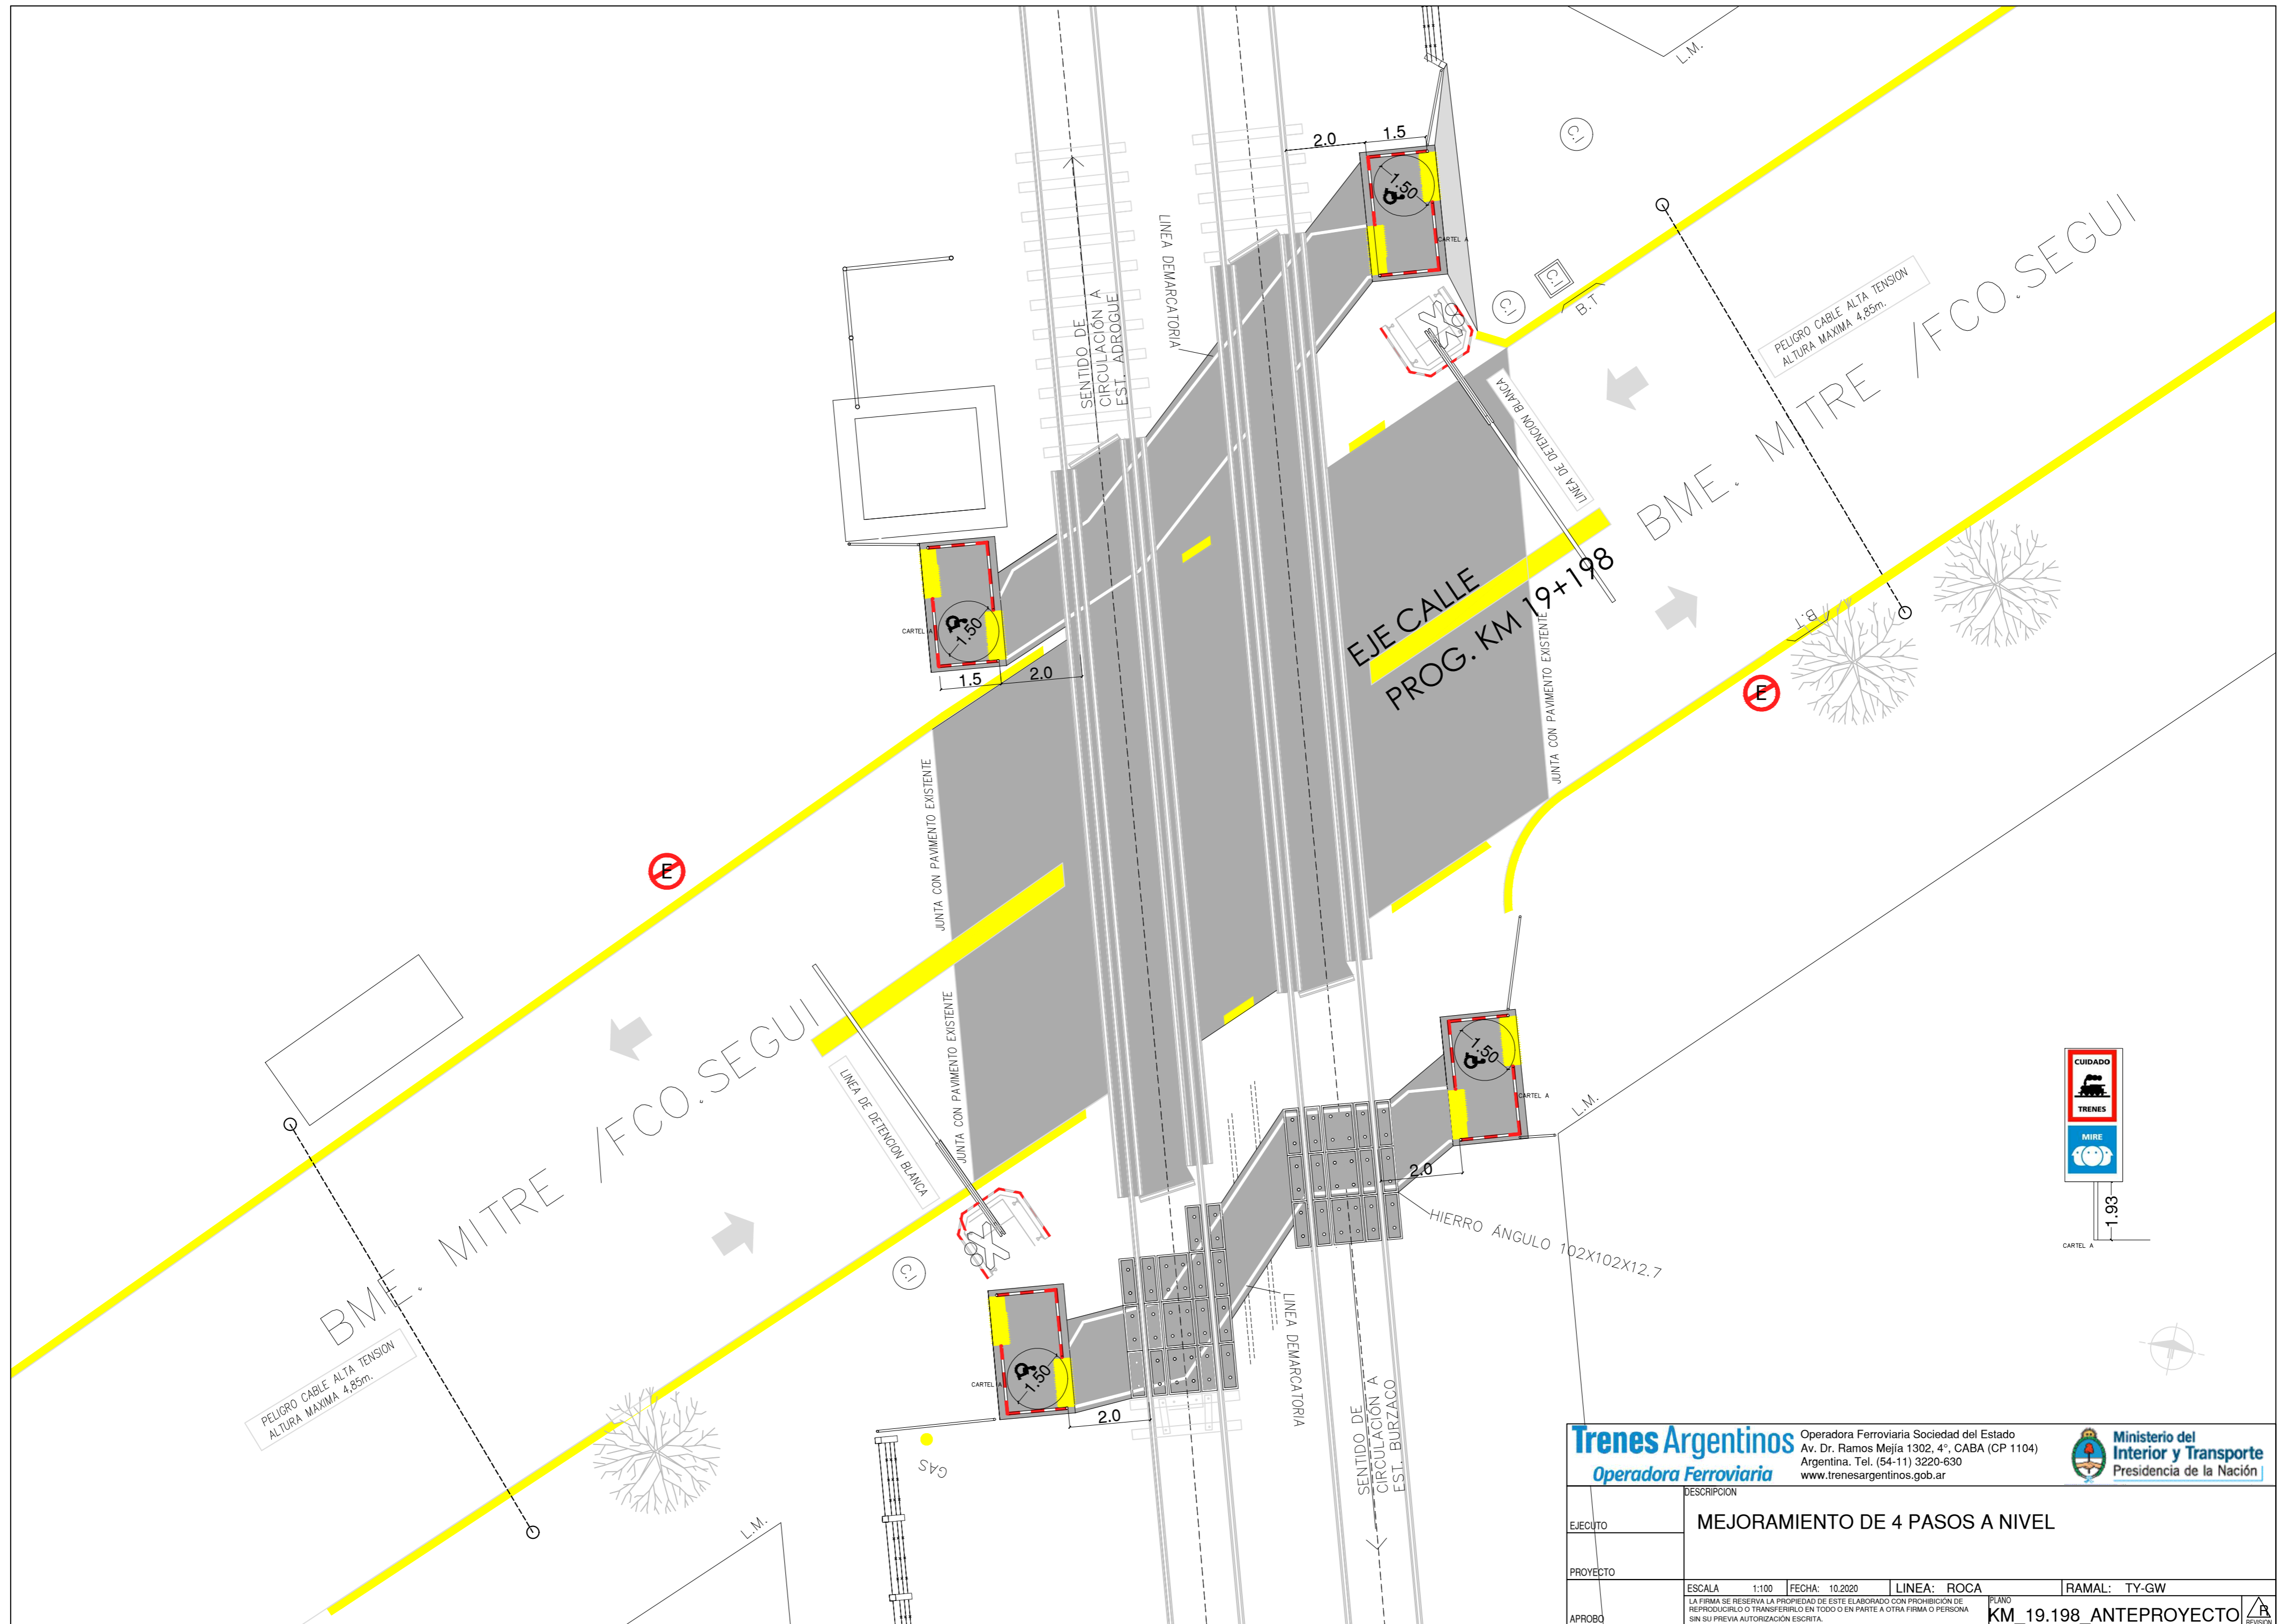 L.M.
2.0
1.5
C.I
1.50
CARTEL A
LINEA DEMARCATORIA
SENTIDO DE
CIRCULACIÓN A
EST. ADROGUE
C.I
C.I
B.T
PELIGRO CABLE ALTA TENSION
ALTURA MAXIMA 4,85m.
BME. MITRE /FCO.SEGUI
LINEA DE DETENCION BLANCA
EJE CALLE
PROG. KM 19+198
JUNTA CON PAVIMENTO EXISTENTE
B.T
E
CARTEL A
1.50
1.5
2.0
JUNTA CON PAVIMENTO EXISTENTE
E
JUNTA CON PAVIMENTO EXISTENTE
LINEA DE DETENCION BLANCA
BME. MITRE /FCO.SEGUI
PELIGRO CABLE ALTA TENSION
ALTURA MAXIMA 4,85m.
C.I
1.50
CARTEL A
2.0
L.M.
HIERRO ÁNGULO 102X102X12.7
LINEA DEMARCATORIA
CARTEL A
1.50
2.0
GAS
L.M.
SENTIDO DE
CIRCULACIÓN A
EST. BURZACO
CUIDADO
TRENES
MIRE
1.93
CARTEL A
Trenes Argentinos
Operadora Ferroviaria
Operadora Ferroviaria Sociedad del Estado
Av. Dr. Ramos Mejía 1302, 4°, CABA (CP 1104)
Argentina. Tel. (54-11) 3220-630
www.trenesargentinos.gob.ar
Ministerio del
Interior y Transporte
Presidencia de la Nación
DESCRIPCION
MEJORAMIENTO DE 4 PASOS A NIVEL
EJECUTO
PROYECTO
APROBO
ESCALA 1:100 FECHA: 10.2020 LINEA: ROCA RAMAL: TY-GW
LA FIRMA SE RESERVA LA PROPIEDAD DE ESTE ELABORADO CON PROHIBICIÓN DE
REPRODUCIRLO O TRANSFERIRLO EN TODO O EN PARTE A OTRA FIRMA O PERSONA
SIN SU PREVIA AUTORIZACIÓN ESCRITA.
PLANO
KM_19.198_ANTEPROYECTO
REVISION